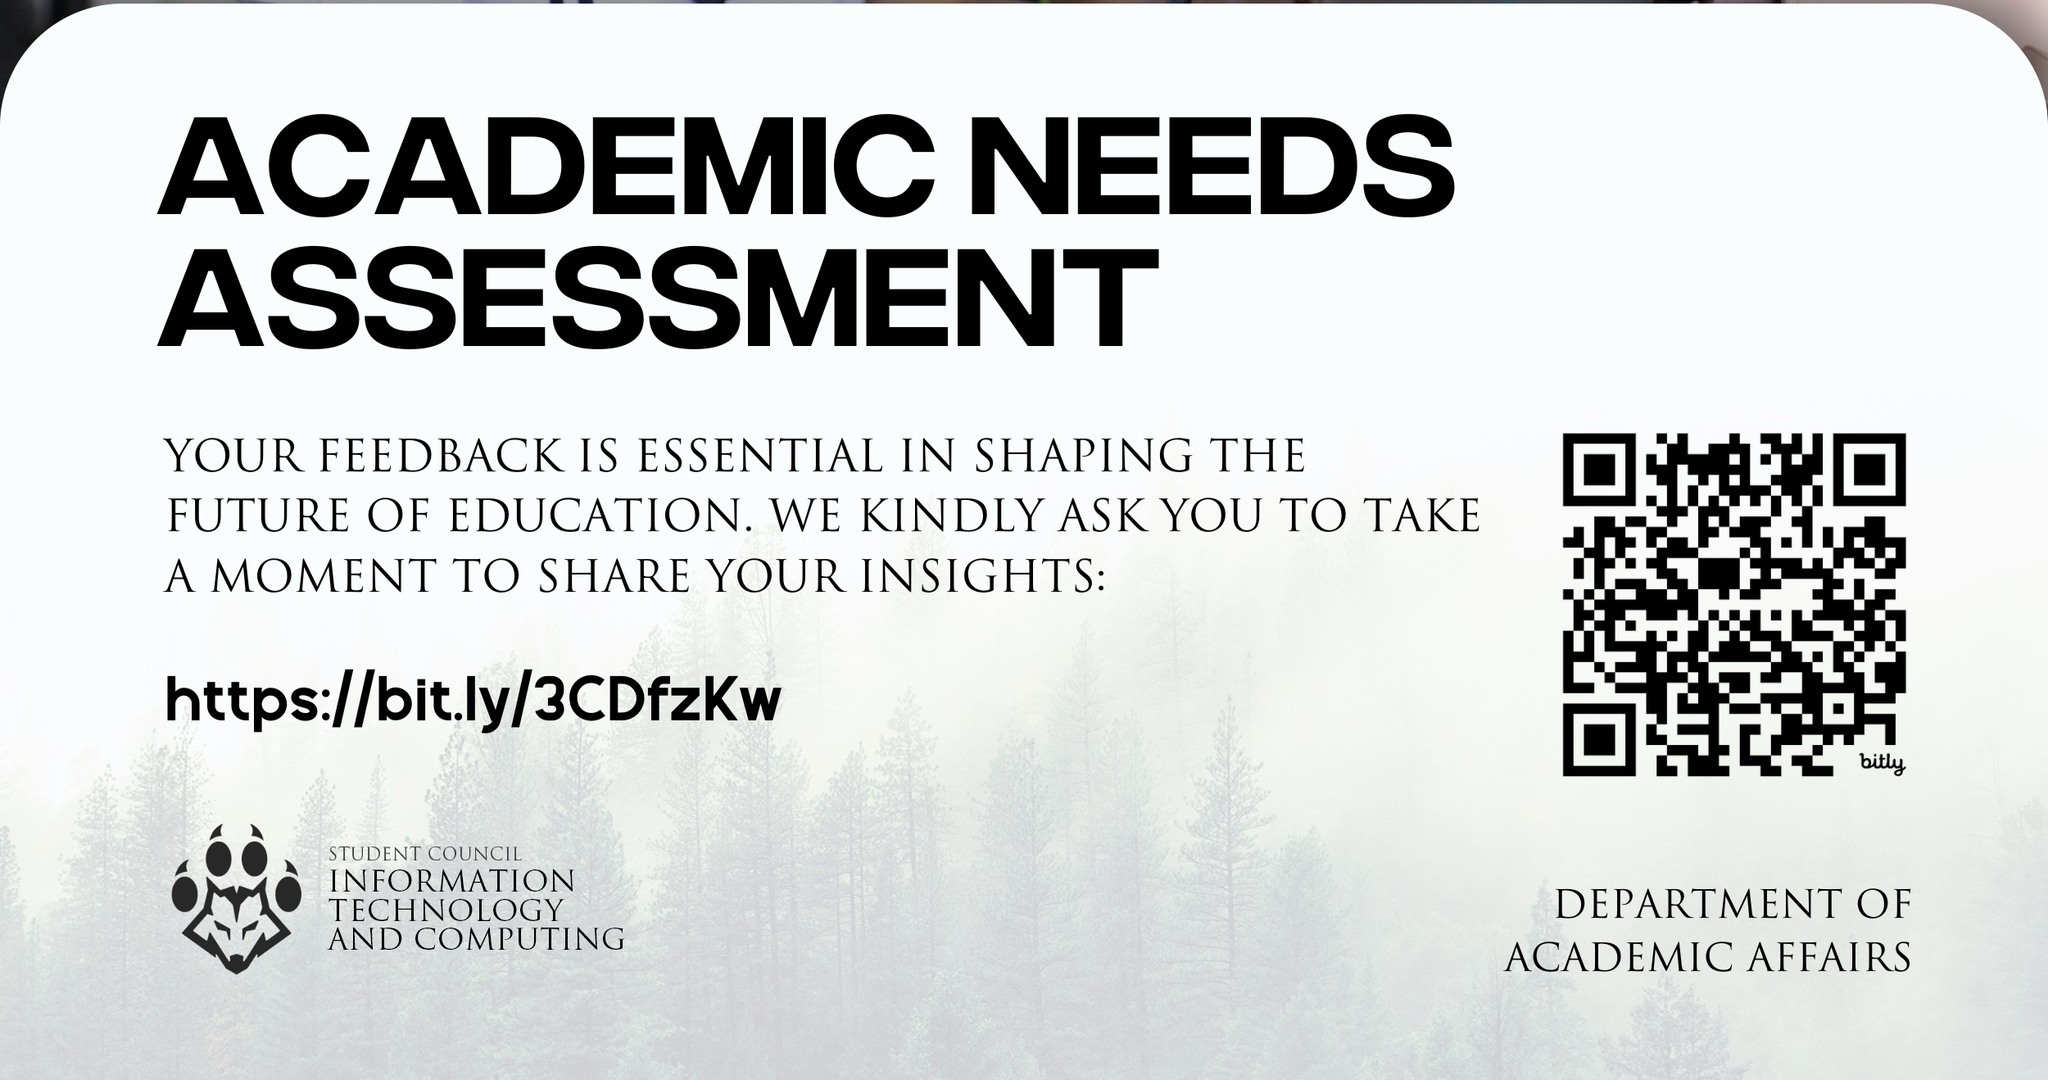 ACADEMIC NEEDS
ASSESSMENT
YOUR FEEDBACK IS ESSENTIAL IN SHAPING THE
FUTURE OF EDUCATION. WE KINDLY ASK YOU TO TAKE
A MOMENT TO SHARE YOUR INSIGHTS:
https://bit.ly/3CDfzKw
bitly
STUDENT COUNCIL
INFORMATION
TECHNOLOGY
AND COMPUTING
DEPARTMENT OF
ACADEMIC AFFAIRS